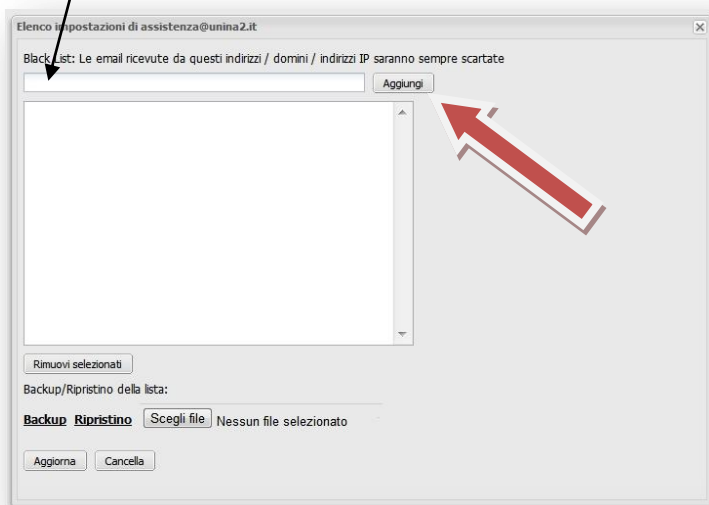 Elenco impostazioni di assistenza@unina2.it
Black List: Le email ricevute da questi indirizzi / domini / indirizzi IP saranno sempre scartate
Aggiungi
Rimuovi selezionati
Backup/Ripristino della lista:
Backup Ripristino Scegli file Nessun file selezionato
Aggiorna Cancella